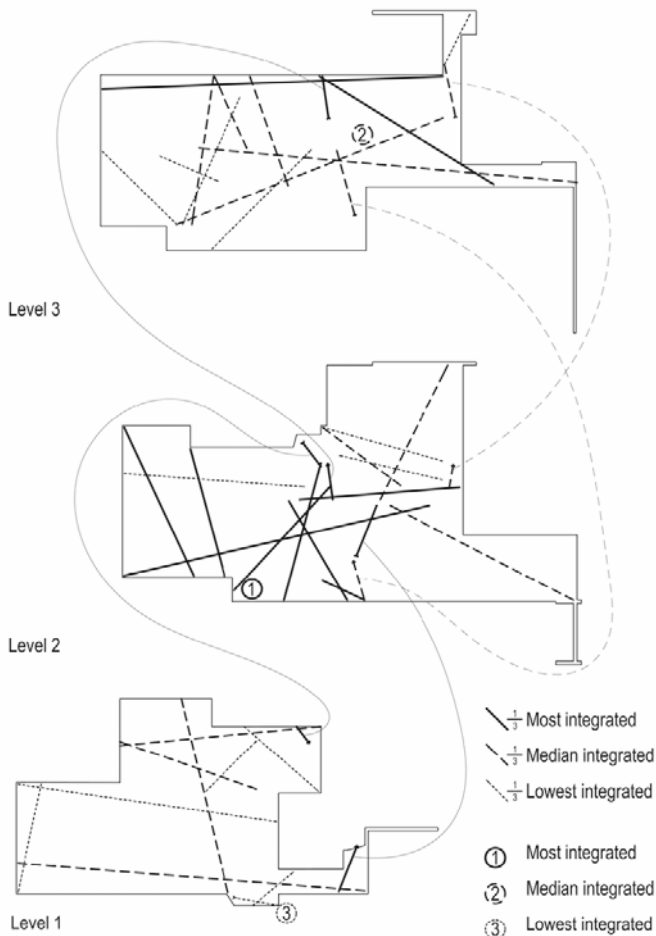 2
Level 3
1
Level 2
1/3 Most integrated
1/3 Median integrated
1/3 Lowest integrated
1 Most integrated
2 Median integrated
3 Lowest integrated
3
Level 1